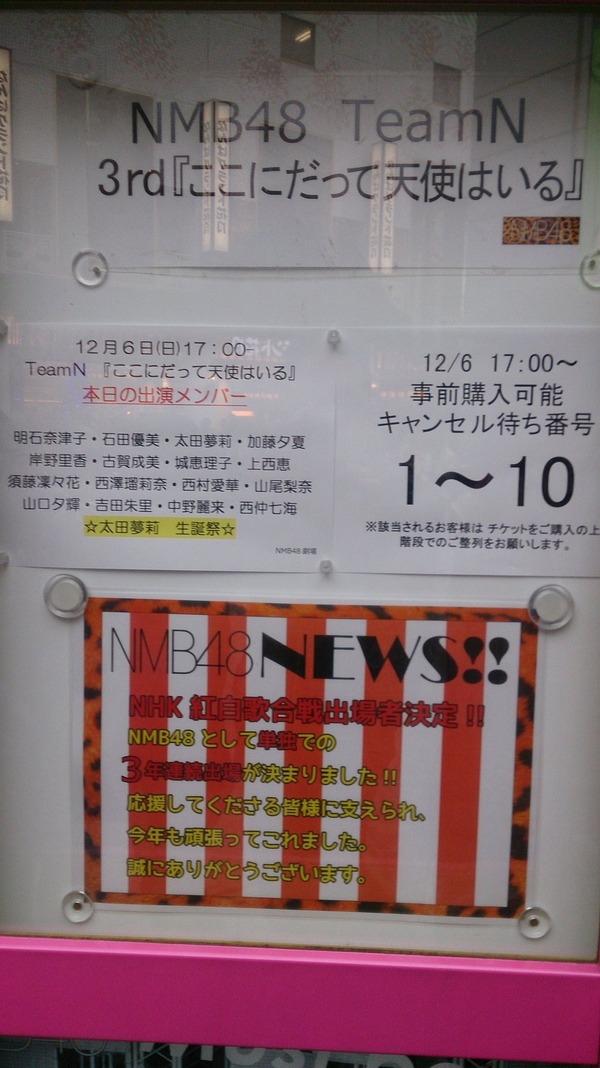 NMB48 TeamN
3rd『ここにだって天使はいる』
NMB48
12月6日(日)17:00-
TeamN 『ここにだって天使はいる』
本日の出演メンバー
明石奈津子・石田優美・太田夢莉・加藤夕夏
岸野里香・古賀成美・城恵理子・上西恵
須藤凜々花・西澤瑠莉奈・西村愛華・山尾梨奈
山口夕輝・吉田朱里・中野麗来・西仲七海
☆太田夢莉 生誕祭☆
NMB48劇場
12/6 17:00～
事前購入可能
キャンセル待ち番号
1～10
※該当されるお客様は チケットをご購入の上
階段でのご整列をお願いします。
NMB48 NEWS!!
NHK 紅白歌合戦出場者決定!!
NMB48として単独での
3年連続出場が決まりました!!
応援してくださる皆様に支えられ、
今年も頑張ってこれました。
誠にありがとうございます。